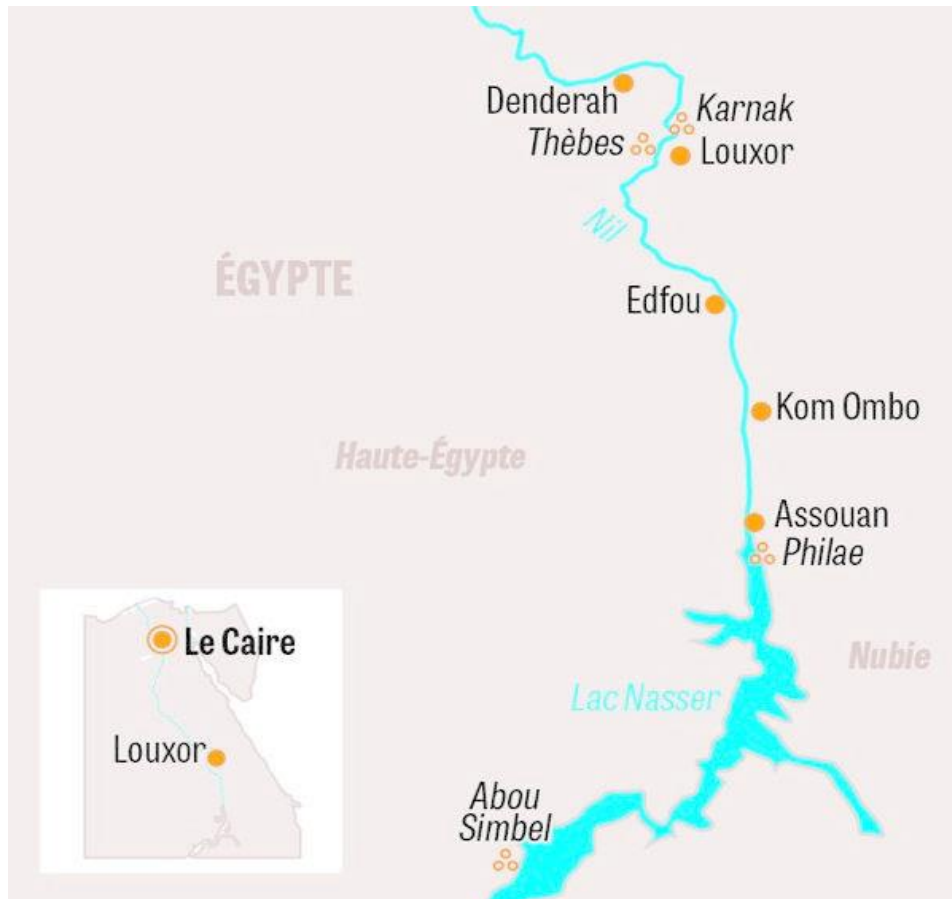 Denderah
Karnak
Thèbes
Louxor
Nil
ÉGYPTE
Edfou
Kom Ombo
Haute-Égypte
Assouan
Philae
Le Caire
Nubie
Lac Nasser
Louxor
Abou
Simbel